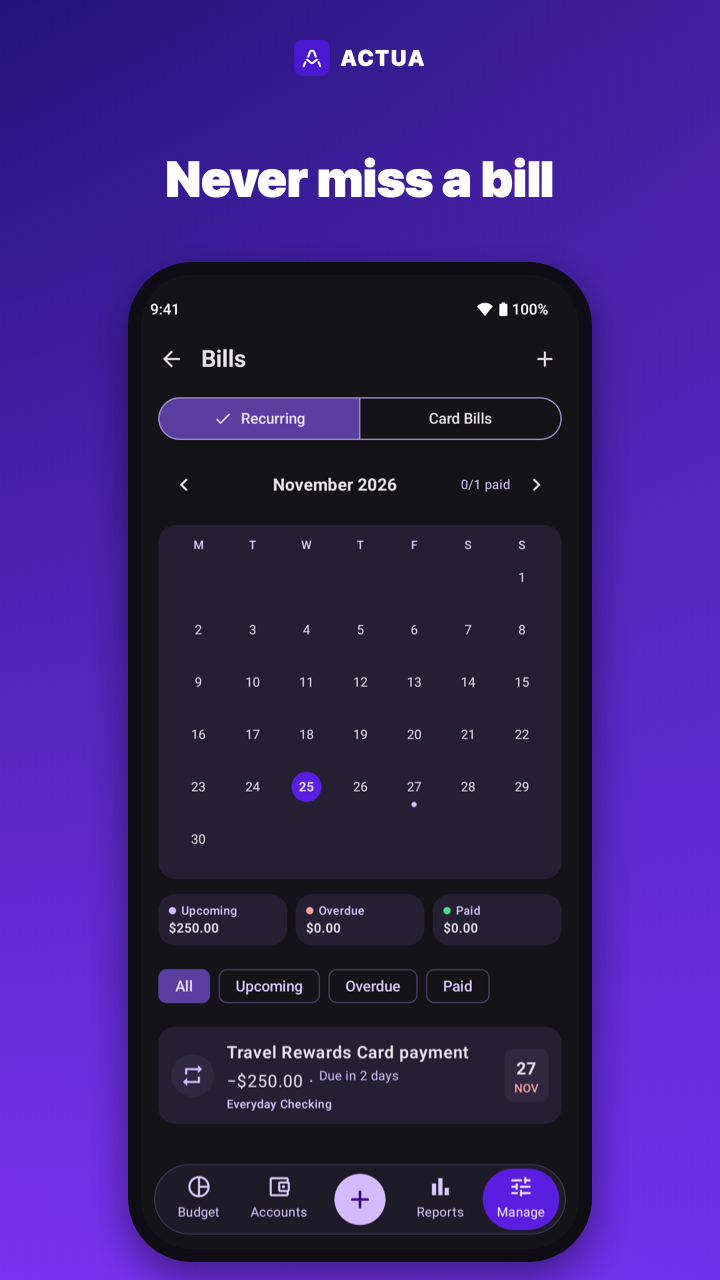 ACTUA
Never miss a bill
9:41 100%
Bills
Recurring Card Bills
November 2026 0/1 paid
M T W T F S S
1
2 3 4 5 6 7 8
9 10 11 12 13 14 15
16 17 18 19 20 21 22
23 24 25 26 27 28 29
30
Upcoming Overdue Paid
$250.00 $0.00 $0.00
All Upcoming Overdue Paid
Travel Rewards Card payment
−$250.00 · Due in 2 days
Everyday Checking
27
NOV
Budget Accounts Reports Manage